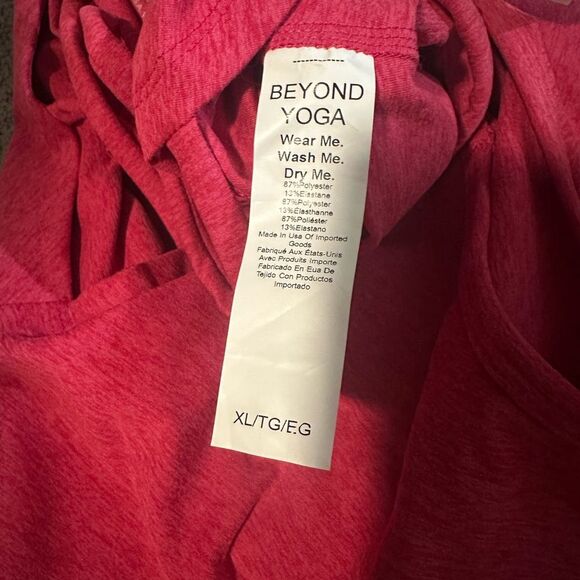 BEYOND
YOGA
Wear Me.
Wash Me.
Dry Me.
87%Polyester
13%Elastane
87%Polyester
13%Elasthanne
87%Poliéster
13%Elastano
Made In Usa Of Imported
Goods
Fabriqué Aux États-Unis
Avec Produits Importe
Fabricado En Eua De
Tejido Con Productos
Importado
XL/TG/EG